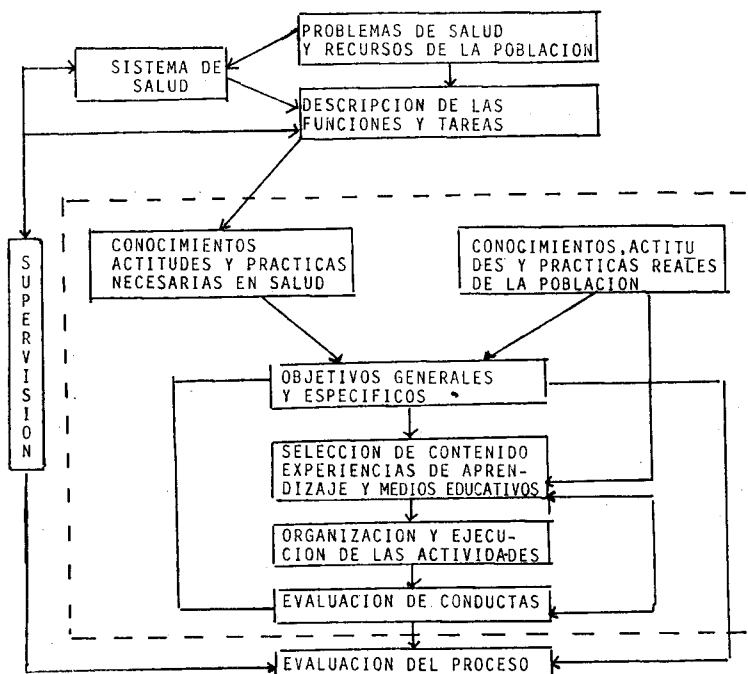 PROBLEMAS DE SALUD
Y RECURSOS DE LA POBLACION
SISTEMA DE
SALUD
DESCRIPCION DE LAS
FUNCIONES Y TAREAS
CONOCIMIENTOS
ACTITUDES Y PRACTICAS
NECESARIAS EN SALUD
CONOCIMIENTOS,ACTITU
DES Y PRACTICAS REALES
DE LA POBLACION
SUPERVISION
OBJETIVOS GENERALES
Y ESPECIFICOS.
SELECCION DE CONTENIDO
EXPERIENCIAS DE APREN-
DIZAJE Y MEDIOS EDUCATIVOS
ORGANIZACION Y EJECU-
CION DE LAS ACTIVIDADES
EVALUACION DE CONDUCTAS
EVALUACION DEL PROCESO